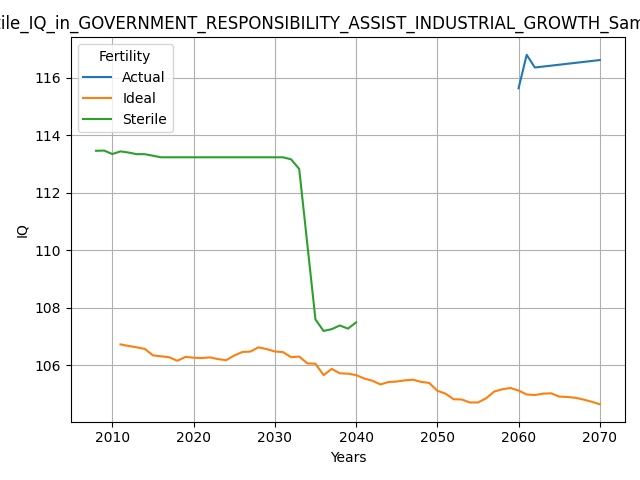 tile_IQ_in_GOVERNMENT_RESPONSIBILITY_ASSIST_INDUSTRIAL_GROWTH_Sam
Fertility
Actual
Ideal
Sterile
IQ
116
114
112
110
108
106
2010 2020 2030 2040 2050 2060 2070
Years